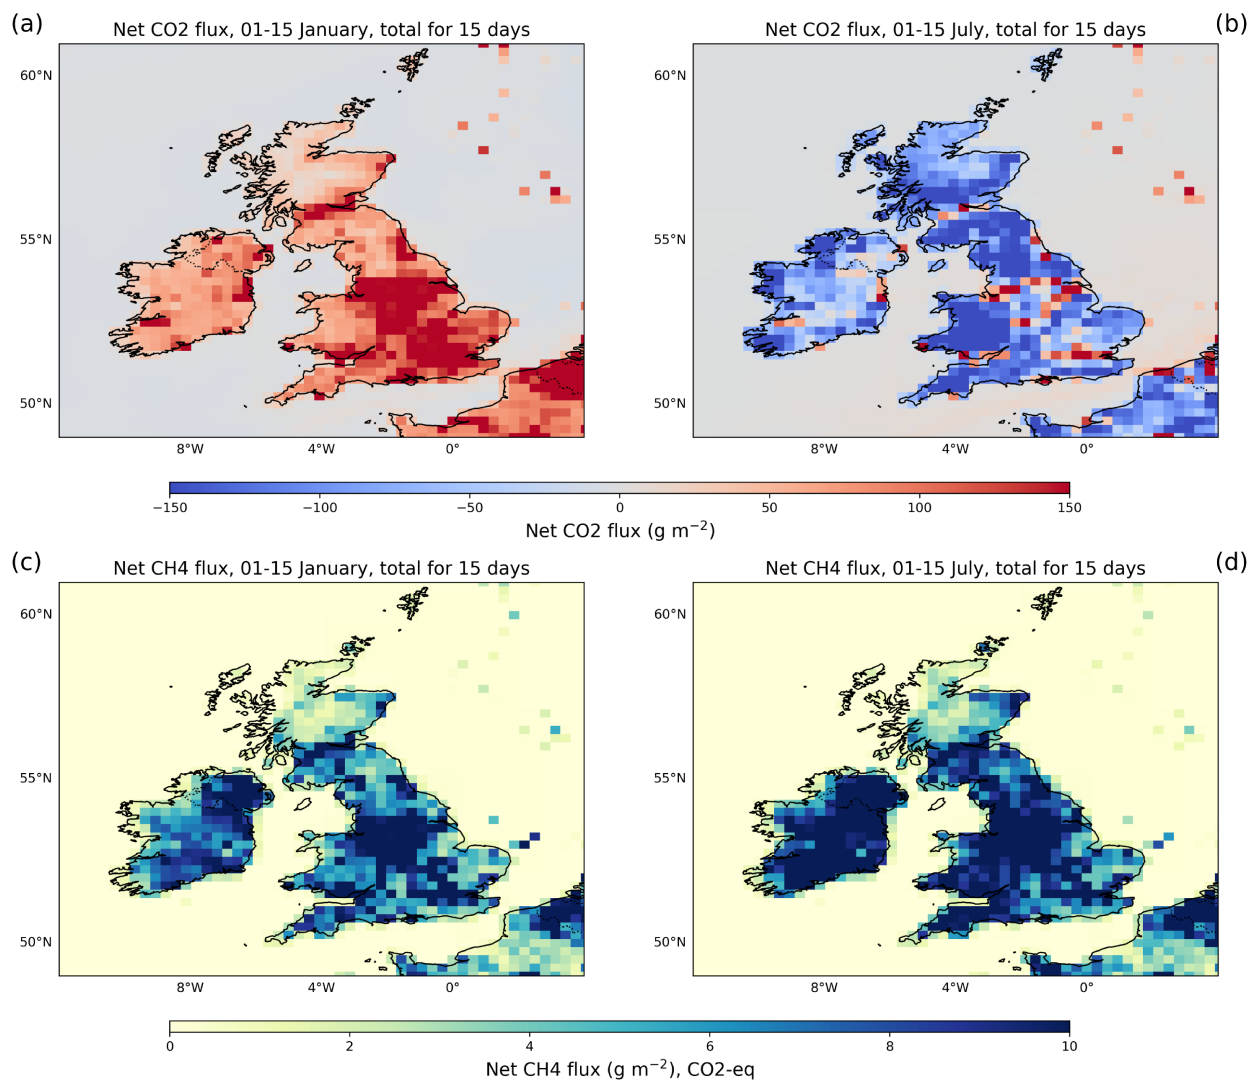 (a)
Net CO2 flux, 01-15 January, total for 15 days
60°N
55°N
50°N
8°W 4°W 0°
(b)
Net CO2 flux, 01-15 July, total for 15 days
60°N
55°N
50°N
8°W 4°W 0°
−150 −100 −50 0 50 100 150
Net CO2 flux (g m⁻²)
(c)
Net CH4 flux, 01-15 January, total for 15 days
60°N
55°N
50°N
8°W 4°W 0°
(d)
Net CH4 flux, 01-15 July, total for 15 days
60°N
55°N
50°N
8°W 4°W 0°
0 2 4 6 8 10
Net CH4 flux (g m⁻²), CO2-eq